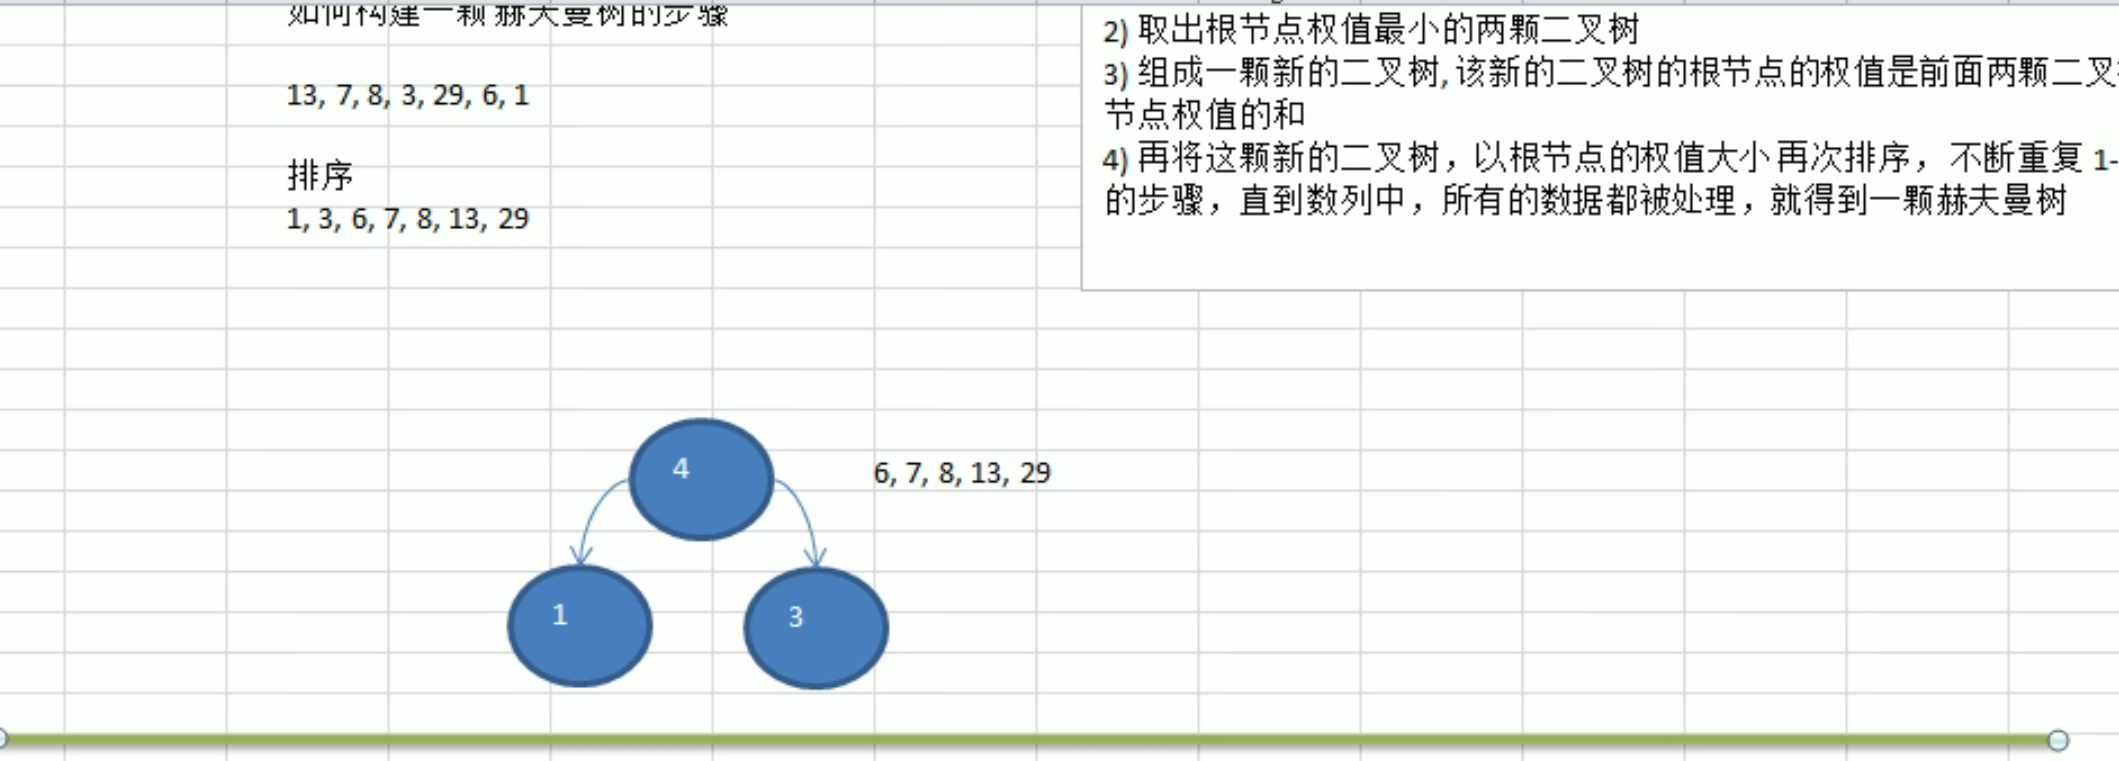 如何构建一颗 赫夫曼树的步骤
13, 7, 8, 3, 29, 6, 1
排序
1, 3, 6, 7, 8, 13, 29
2) 取出根节点权值最小的两颗二叉树
3) 组成一颗新的二叉树, 该新的二叉树的根节点的权值是前面两颗二叉
节点权值的和
4) 再将这颗新的二叉树，以根节点的权值大小 再次排序， 不断重复 1-
的步骤，直到数列中，所有的数据都被处理，就得到一颗赫夫曼树
4
6, 7, 8, 13, 29
1
3